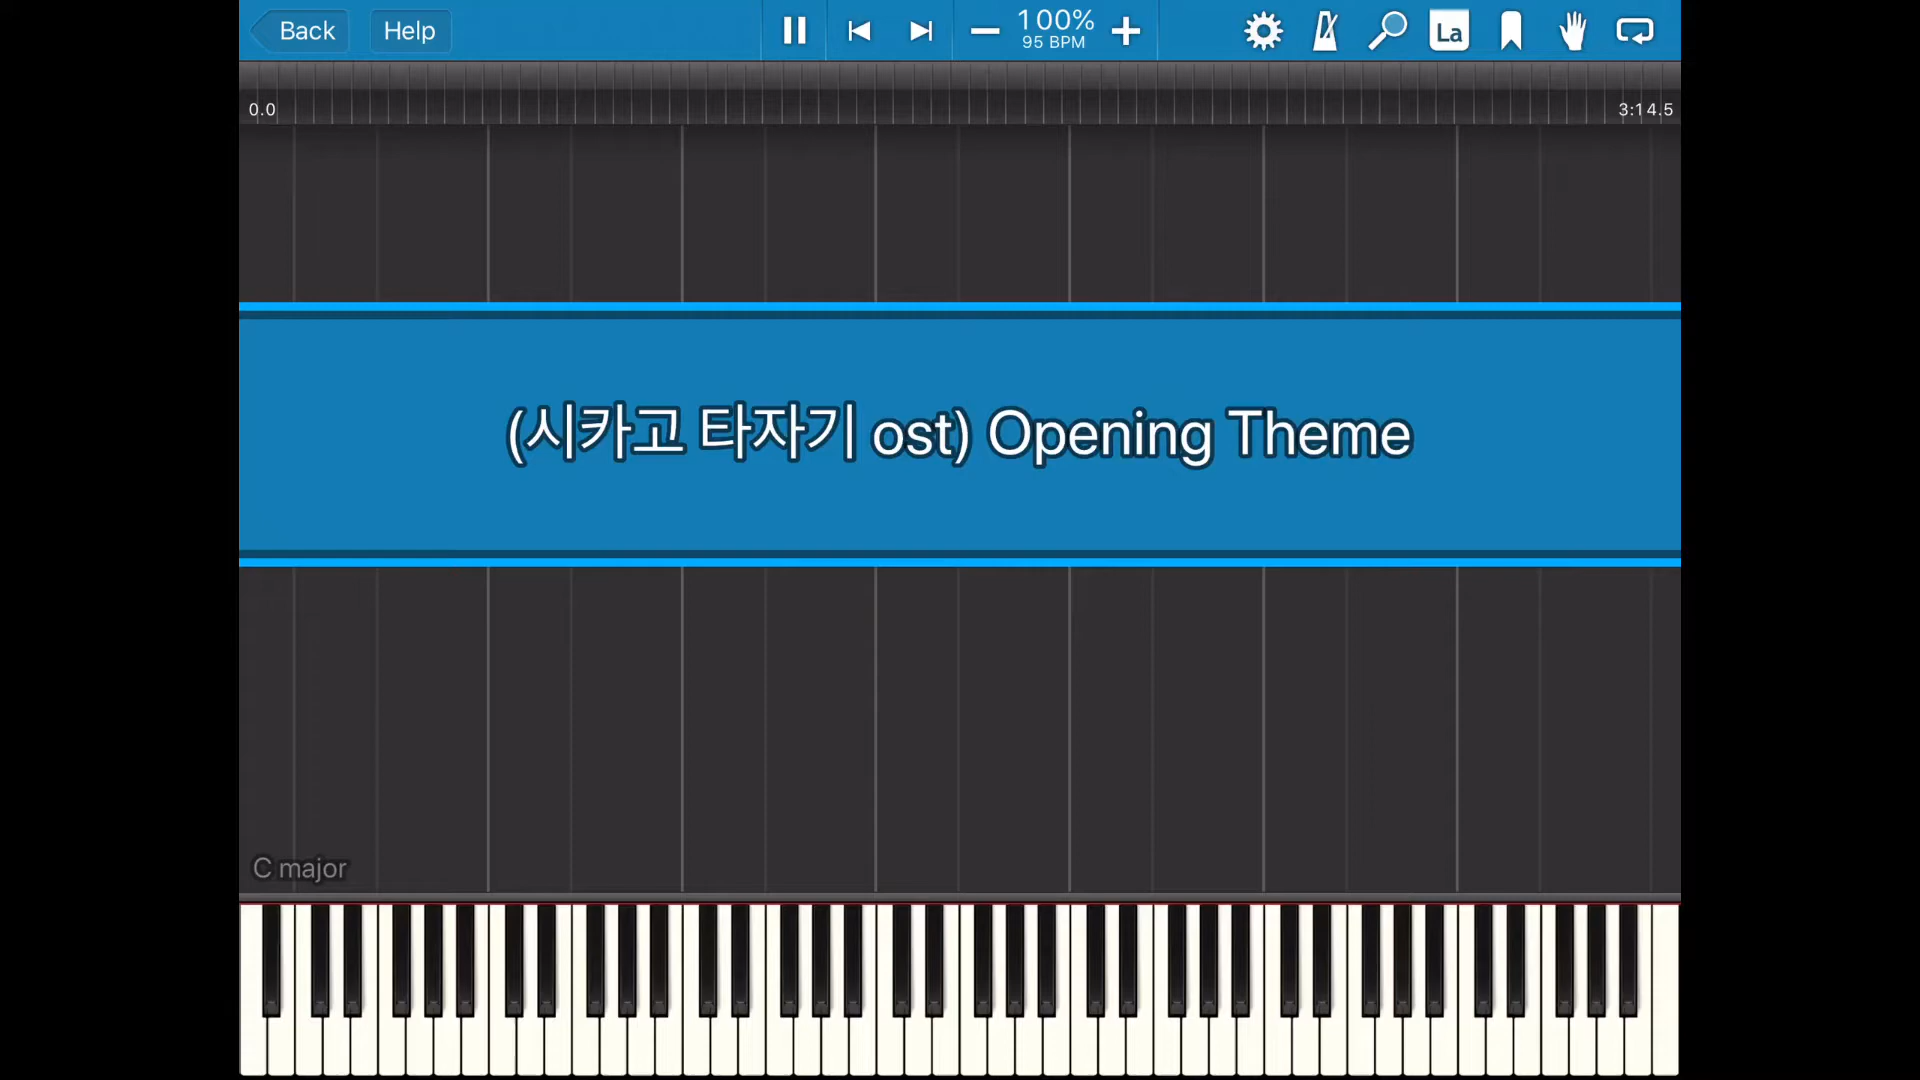 Back
Help
100%
95 BPM
La
0.0
3:14.5
(시카고 타자기 ost) Opening Theme
C major